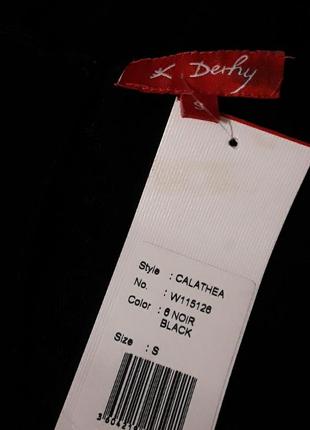 K Derhy
S
Style : CALATHEA
No. : W115126
Color : 6 NOIR
BLACK
Size : S